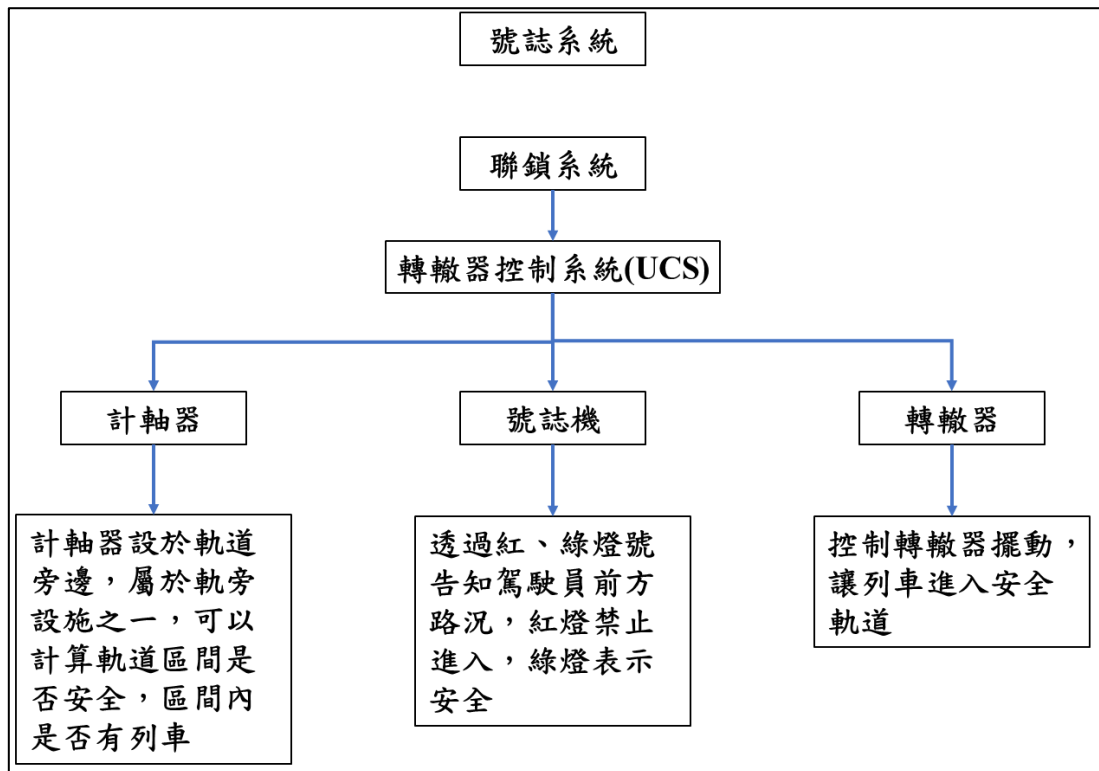 號誌系統
聯鎖系統
轉轍器控制系統(UCS)
計軸器
號誌機
轉轍器
計軸器設於軌道
旁邊,屬於軌旁
設施之一,可以
計算軌道區間是
否安全,區間內
是否有列車
透過紅、綠燈號
告知駕駛員前方
路況,紅燈禁止
進入,綠燈表示
安全
控制轉轍器擺動,
讓列車進入安全
軌道